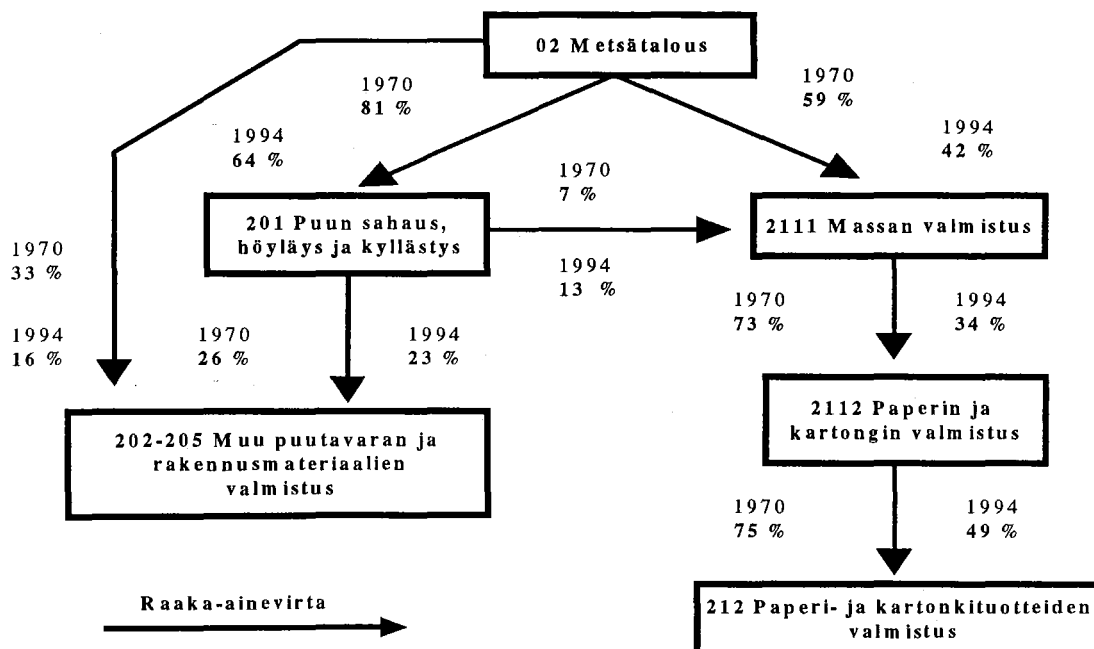 02 Metsätalous
1970
81 %
1970
59 %
1994
64 %
1994
42 %
1970
7 %
201 Puun sahaus,
höyläys ja kyllästys
2111 Massan valmistus
1994
13 %
1970
33 %
1970
73 %
1994
34 %
1994
16 %
1970
26 %
1994
23 %
202-205 Muu puutavaran ja
rakennusmateriaalien
valmistus
2112 Paperin ja
kartongin valmistus
1970
75 %
1994
49 %
Raaka-ainevirta
212 Paperi- ja kartonkituotteiden
valmistus